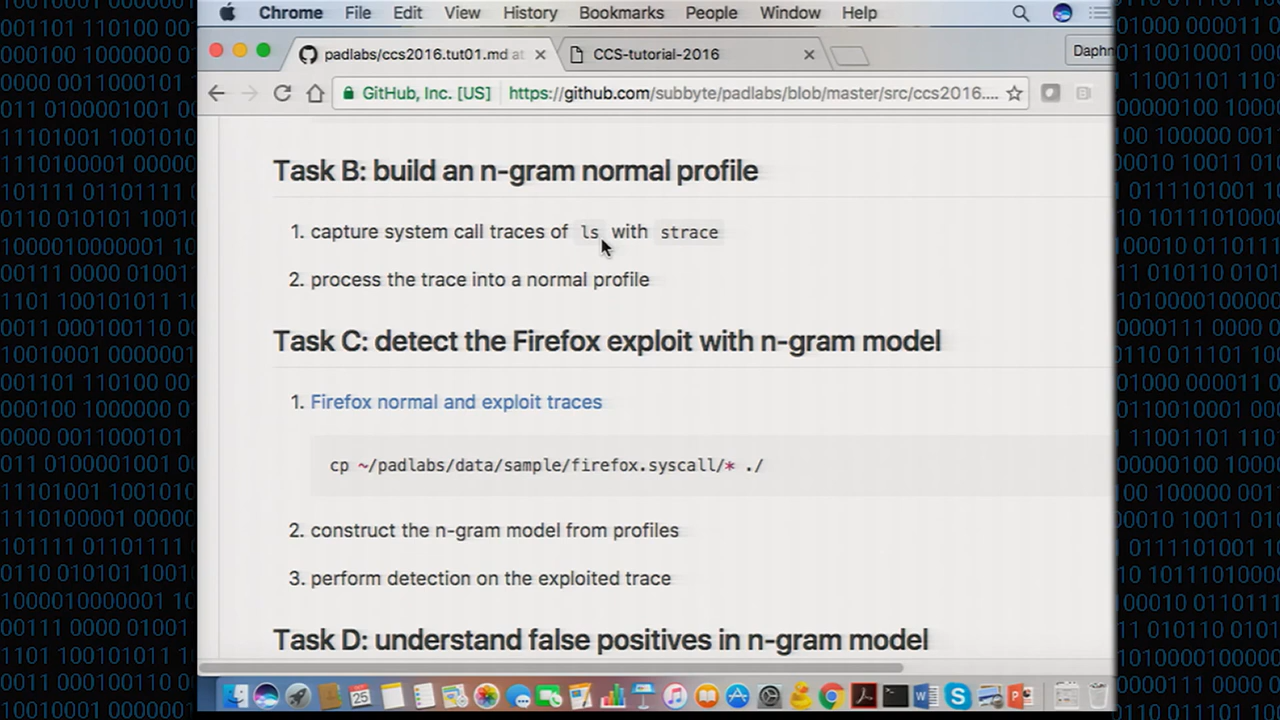 Chrome File Edit View History Bookmarks People Window Help
padlabs/ccs2016.tut01.md at
CCS-tutorial-2016
Daphn
GitHub, Inc. [US] https://github.com/subbyte/padlabs/blob/master/src/ccs2016....
Task B: build an n-gram normal profile
1. capture system call traces of ls with strace
2. process the trace into a normal profile
Task C: detect the Firefox exploit with n-gram model
1. Firefox normal and exploit traces
cp ~/padlabs/data/sample/firefox.syscall/* ./
2. construct the n-gram model from profiles
3. perform detection on the exploited trace
Task D: understand false positives in n-gram model
25